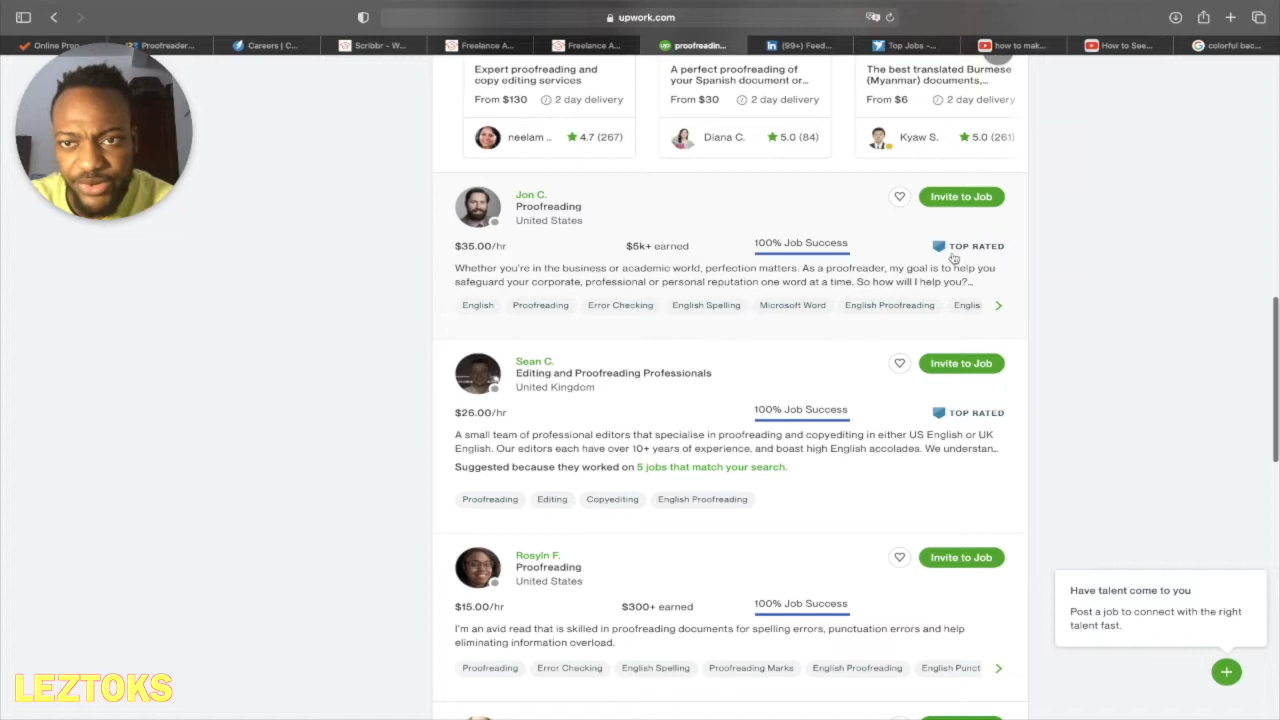 upwork.com
Online Prop...
Proofreader...
Careers | C...
Scribbr - W...
Freelance A...
Freelance A...
proofreadin...
(99+) Feed...
Top Jobs -...
how to mak...
How to See...
colorful bac...
Expert proofreading and
copy editing services
From $130
2 day delivery
neelam ..
4.7 (267)
A perfect proofreading of
your Spanish document or...
From $30
2 day delivery
Diana C.
5.0 (84)
The best translated Burmese
(Myanmar) documents,...
From $6
2 day delivery
Kyaw S.
5.0 (261)
Jon C.
Proofreading
United States
Invite to Job
$35.00/hr
$5k+ earned
100% Job Success
TOP RATED
Whether you're in the business or academic world, perfection matters. As a proofreader, my goal is to help you
safeguard your corporate, professional or personal reputation one word at a time. So how will I help you?...
English
Proofreading
Error Checking
English Spelling
Microsoft Word
English Proofreading
Englis
Sean C.
Editing and Proofreading Professionals
United Kingdom
Invite to Job
$26.00/hr
100% Job Success
TOP RATED
A small team of professional editors that specialise in proofreading and copyediting in either US English or UK
English. Our editors each have over 10+ years of experience, and boast high English accolades. We understan...
Suggested because they worked on 5 jobs that match your search.
Proofreading
Editing
Copyediting
English Proofreading
Rosyln F.
Proofreading
United States
Invite to Job
$15.00/hr
$300+ earned
100% Job Success
I'm an avid read that is skilled in proofreading documents for spelling errors, punctuation errors and help
eliminating information overload.
Proofreading
Error Checking
English Spelling
Proofreading Marks
English Proofreading
English Punct
Have talent come to you
Post a job to connect with the right
talent fast.
LEZTOKS